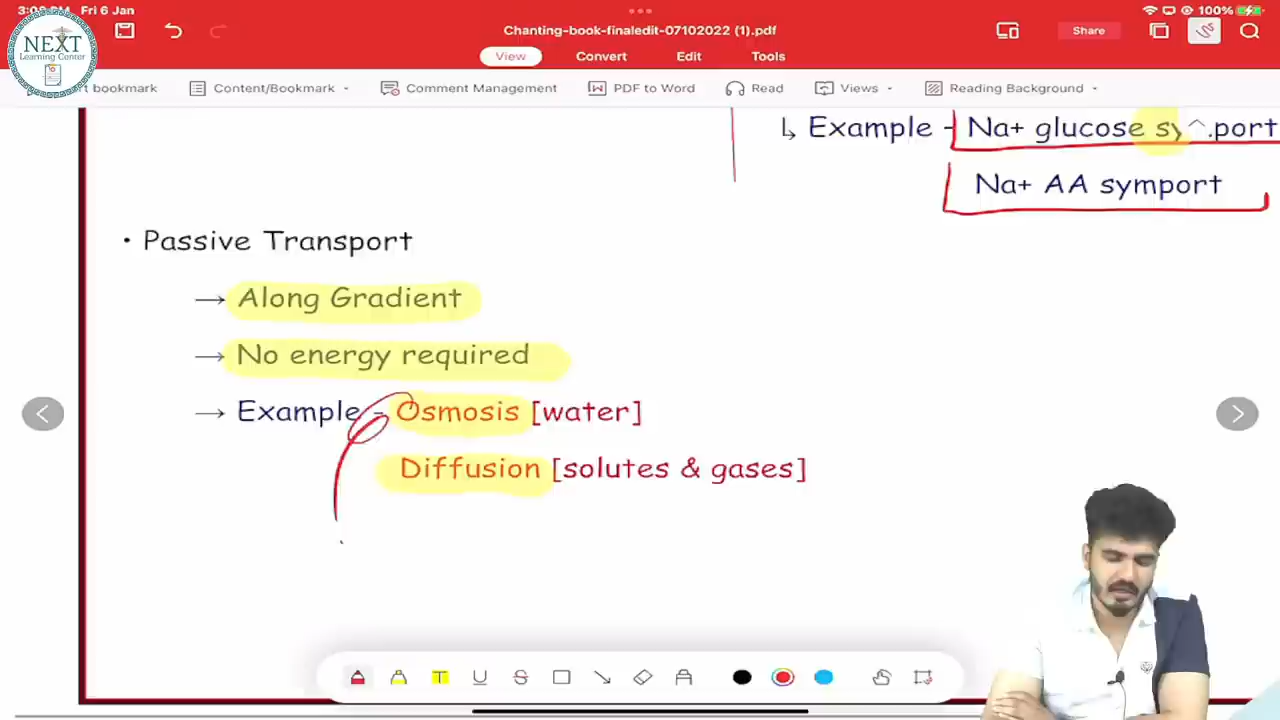 3:06 PM Fri 6 Jan
100%
NEXT
Learning Center
Chanting-book-finaledit-07102022 (1).pdf
Share
View
Convert
Edit
Tools
bookmark
Content/Bookmark
Comment Management
PDF to Word
Read
Views
Reading Background
↳ Example - Na+ glucose sy^.port
Na+ AA symport
• Passive Transport
→ Along Gradient
→ No energy required
→ Example - Osmosis [water]
Diffusion [solutes & gases]
T
U
S